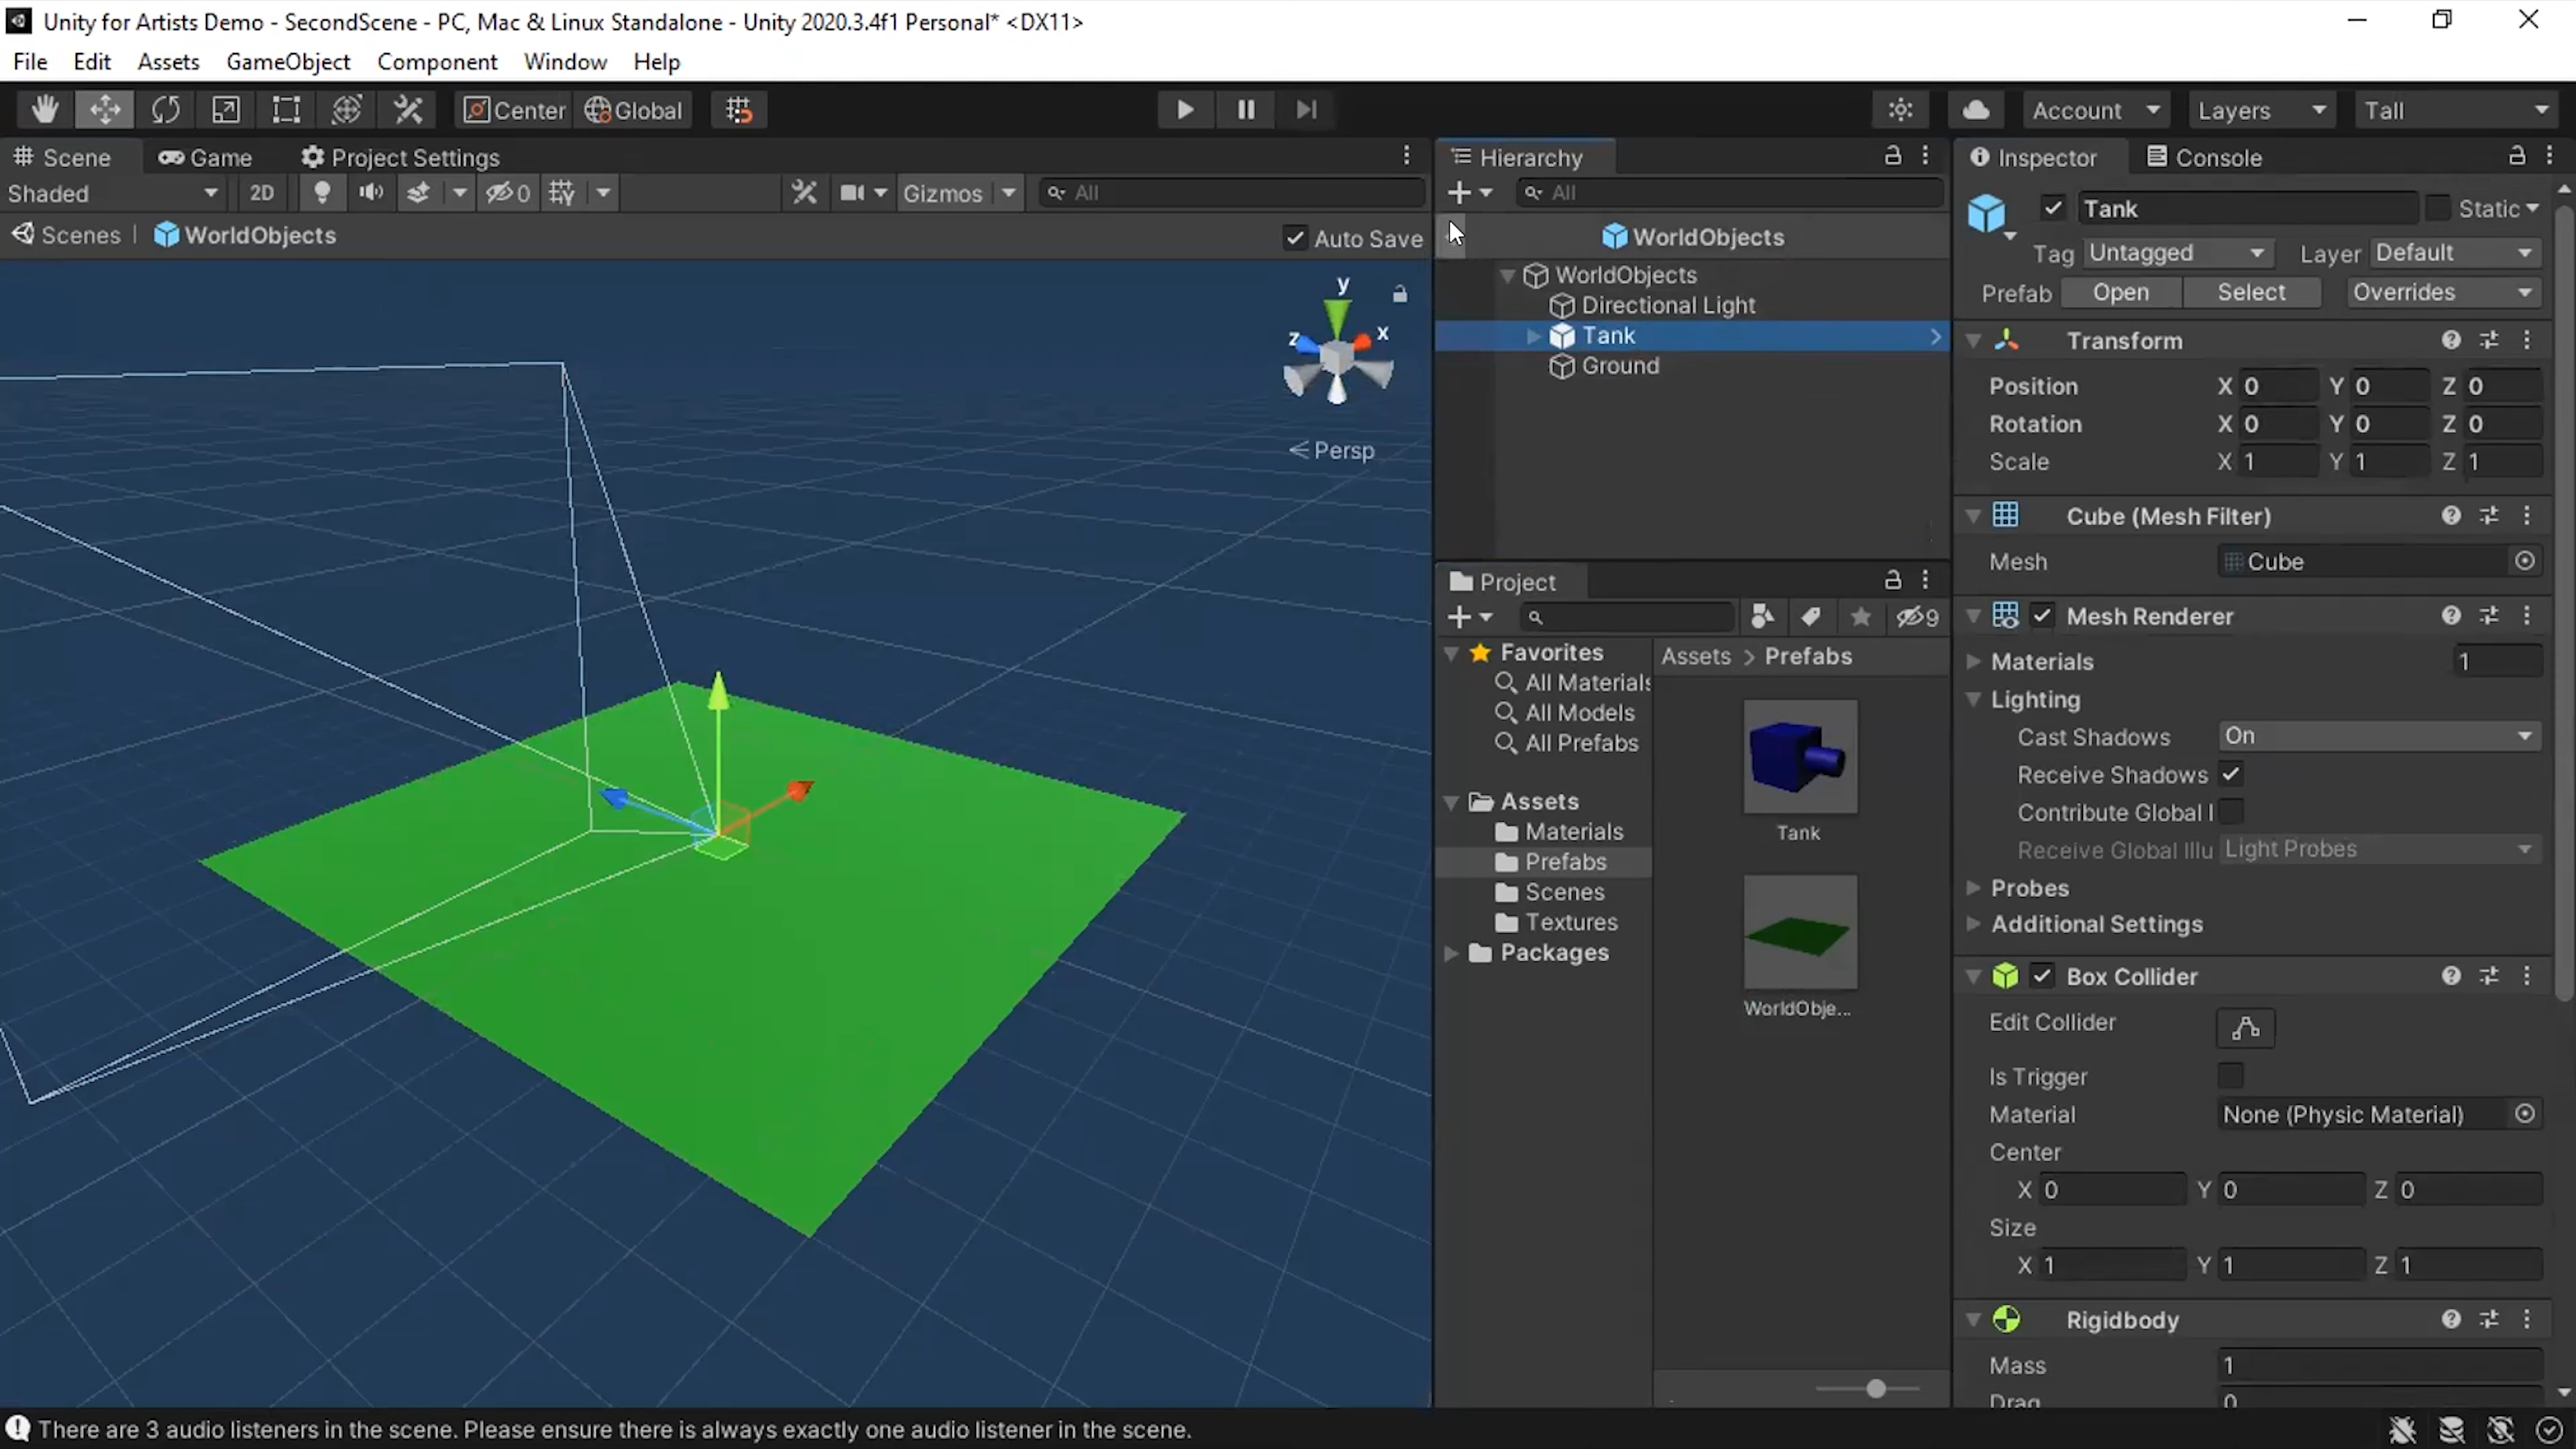 Unity for Artists Demo - SecondScene - PC, Mac & Linux Standalone - Unity 2020.3.4f1 Personal* <DX11>
File Edit Assets GameObject Component Window Help
Center Global Account Layers Tall
Scene Game Project Settings
Shaded 2D 0 Gizmos All
Scenes WorldObjects Auto Save
y
z x
Persp
Hierarchy
All
WorldObjects
WorldObjects
Directional Light
Tank
Ground
Project
9
Favorites
All Materials
All Models
All Prefabs
Assets
Materials
Prefabs
Scenes
Textures
Packages
Assets > Prefabs
Tank
WorldObje...
Inspector Console
Tank Static
Tag Untagged Layer Default
Prefab Open Select Overrides
Transform
Position X 0 Y 0 Z 0
Rotation X 0 Y 0 Z 0
Scale X 1 Y 1 Z 1
Cube (Mesh Filter)
Mesh Cube
Mesh Renderer
Materials 1
Lighting
Cast Shadows On
Receive Shadows
Contribute Global I
Receive Global Illu Light Probes
Probes
Additional Settings
Box Collider
Edit Collider
Is Trigger
Material None (Physic Material)
Center
X 0 Y 0 Z 0
Size
X 1 Y 1 Z 1
Rigidbody
Mass 1
Drag 0
There are 3 audio listeners in the scene. Please ensure there is always exactly one audio listener in the scene.